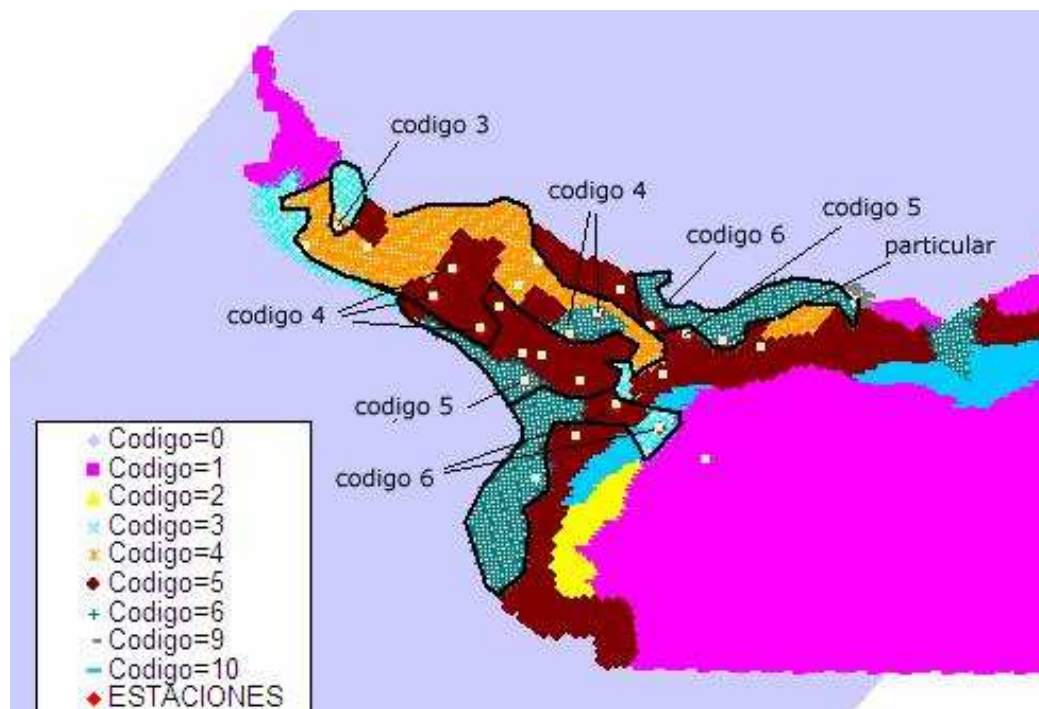 codigo 3
codigo 4
codigo 5
codigo 6
particular
codigo 4
codigo 5
codigo 6
Codigo=0
Codigo=1
Codigo=2
Codigo=3
Codigo=4
Codigo=5
Codigo=6
Codigo=9
Codigo=10
ESTACIONES